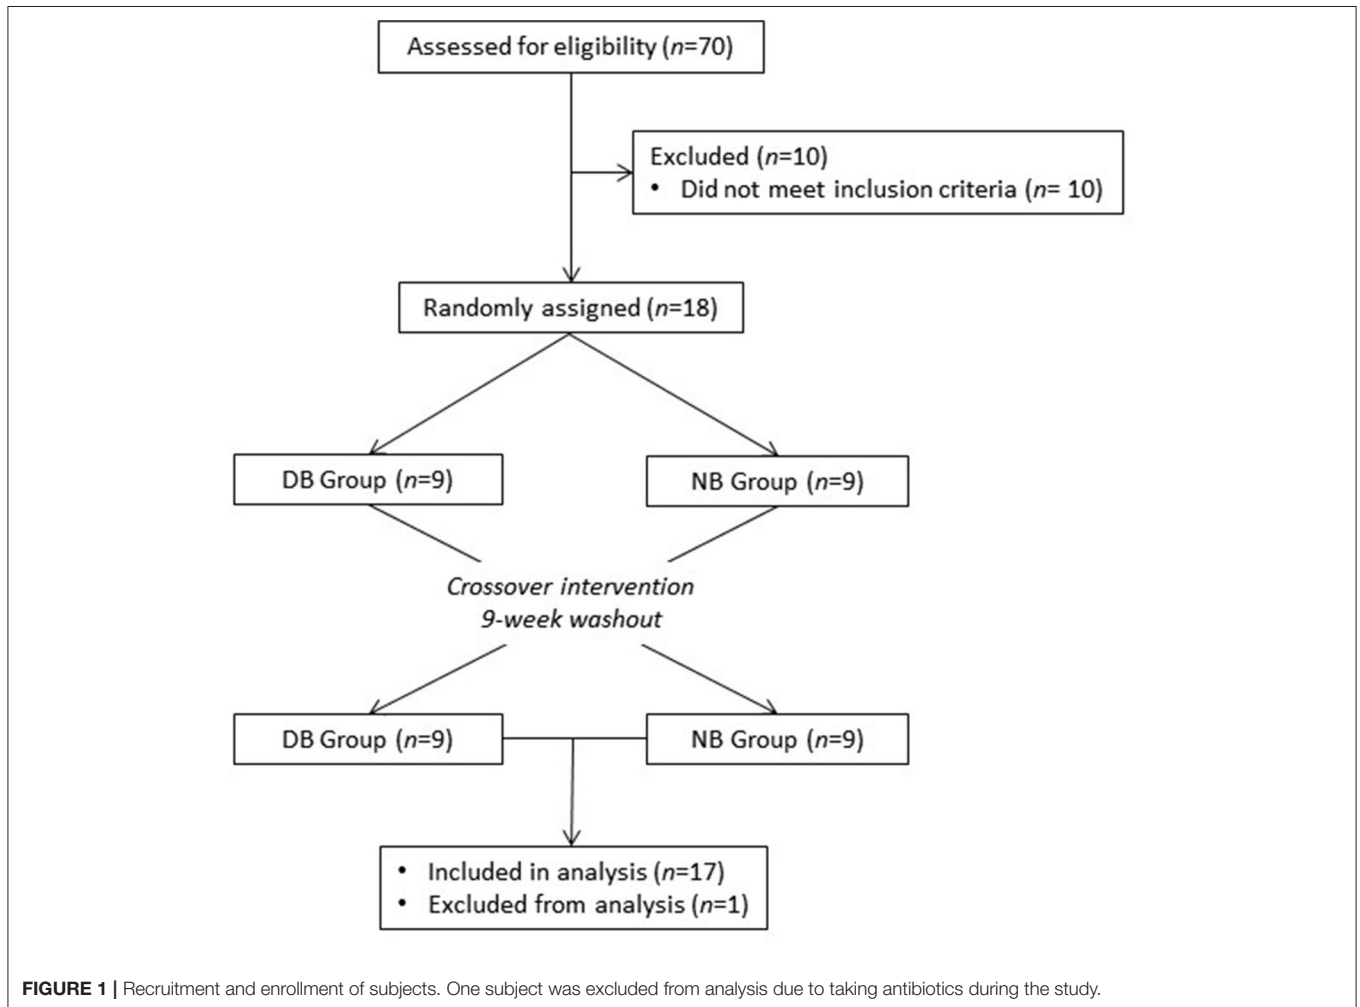 Assessed for eligibility (n=70)
Excluded (n=10)
• Did not meet inclusion criteria (n= 10)
Randomly assigned (n=18)
DB Group (n=9)
NB Group (n=9)
Crossover intervention
9-week washout
DB Group (n=9)
NB Group (n=9)
• Included in analysis (n=17)
• Excluded from analysis (n=1)
FIGURE 1 | Recruitment and enrollment of subjects. One subject was excluded from analysis due to taking antibiotics during the study.